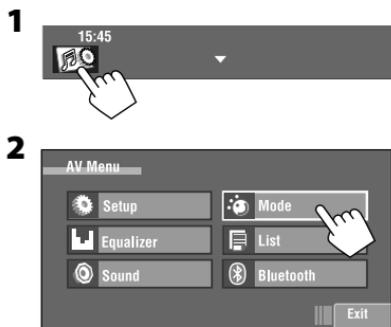 1
15:45
2
AV Menu
Setup
Mode
Equalizer
List
Sound
Bluetooth
Exit